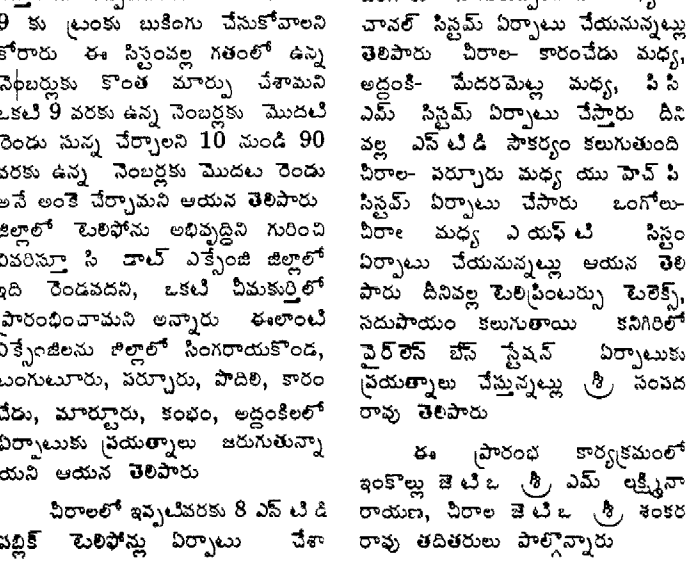 9 కు ట్రంకు బుకింగు చేసుకోవాలని
కోరారు ఈ సిస్టంవల్ల గతంలో ఉన్న
నెంబర్లుకు కొంత మార్పు చేశామని
ఒకటి 9 వరకు ఉన్న నెంబర్లకు మొదటి
రెండు సున్న చేర్చాలని 10 నుండి 90
వరకు ఉన్న నెంబర్లకు మొదట రెండు
అనే అంకె చేర్చామని ఆయన తెలిపారు
జిల్లాలో టెలిఫోను అభివృద్ధిని గురించి
వివరిస్తూ సి డాట్ ఎక్స్ఛేంజి జిల్లాలో
ఇది రెండవదని, ఒకటి చీమకుర్తిలో
ప్రారంభించామని అన్నారు ఈలాంటి
ఎక్స్ఛేంజిలను జిల్లాలో సింగరాయకొండ,
టంగుటూరు, పర్చూరు, పొదిలి, కారం
చేడు, మార్టూరు, కంభం, అద్దంకిలలో
ఏర్పాటుకు ప్రయత్నాలు జరుగుతున్నా
యని ఆయన తెలిపారు
చీరాలలో ఇప్పటివరకు 8 ఎస్ టి డి
పబ్లిక్ టెలిఫోన్లు ఏర్పాటు చేశా
చానల్ సిస్టమ్ ఏర్పాటు చేయనున్నట్లు
తెలిపారు చీరాల- కారంచేడు మధ్య,
అద్దంకి- మేదరమెట్ల మధ్య, పి సి
ఎమ్ సిస్టమ్ ఏర్పాటు చేస్తారు దీని
వల్ల ఎస్ టి డి సౌకర్యం కలుగుతుంది
చీరాల- పర్చూరు మధ్య యు హెచ్ పి
సిస్టమ్ ఏర్పాటు చేసారు ఒంగోలు-
చీరాల మధ్య ఎ యఫ్ టి సిస్టం
ఏర్పాటు చేయనున్నట్లు ఆయన తెలి
పారు దీనివల్ల టెలిప్రింటర్సు టెలెక్స్,
సదుపాయం కలుగుతాయి కనిగిరిలో
వైర్‌లెస్ బేస్ స్టేషన్ ఏర్పాటుకు
ప్రయత్నాలు చేస్తున్నట్లు శ్రీ సంపద
రావు తెలిపారు
ఈ ప్రారంభ కార్యక్రమంలో
ఇంకొల్లు జె టి ఒ శ్రీ ఎమ్ లక్ష్మినా
రాయణ, చీరాల జె టి ఒ శ్రీ శంకర
రావు తదితరులు పాల్గొన్నారు